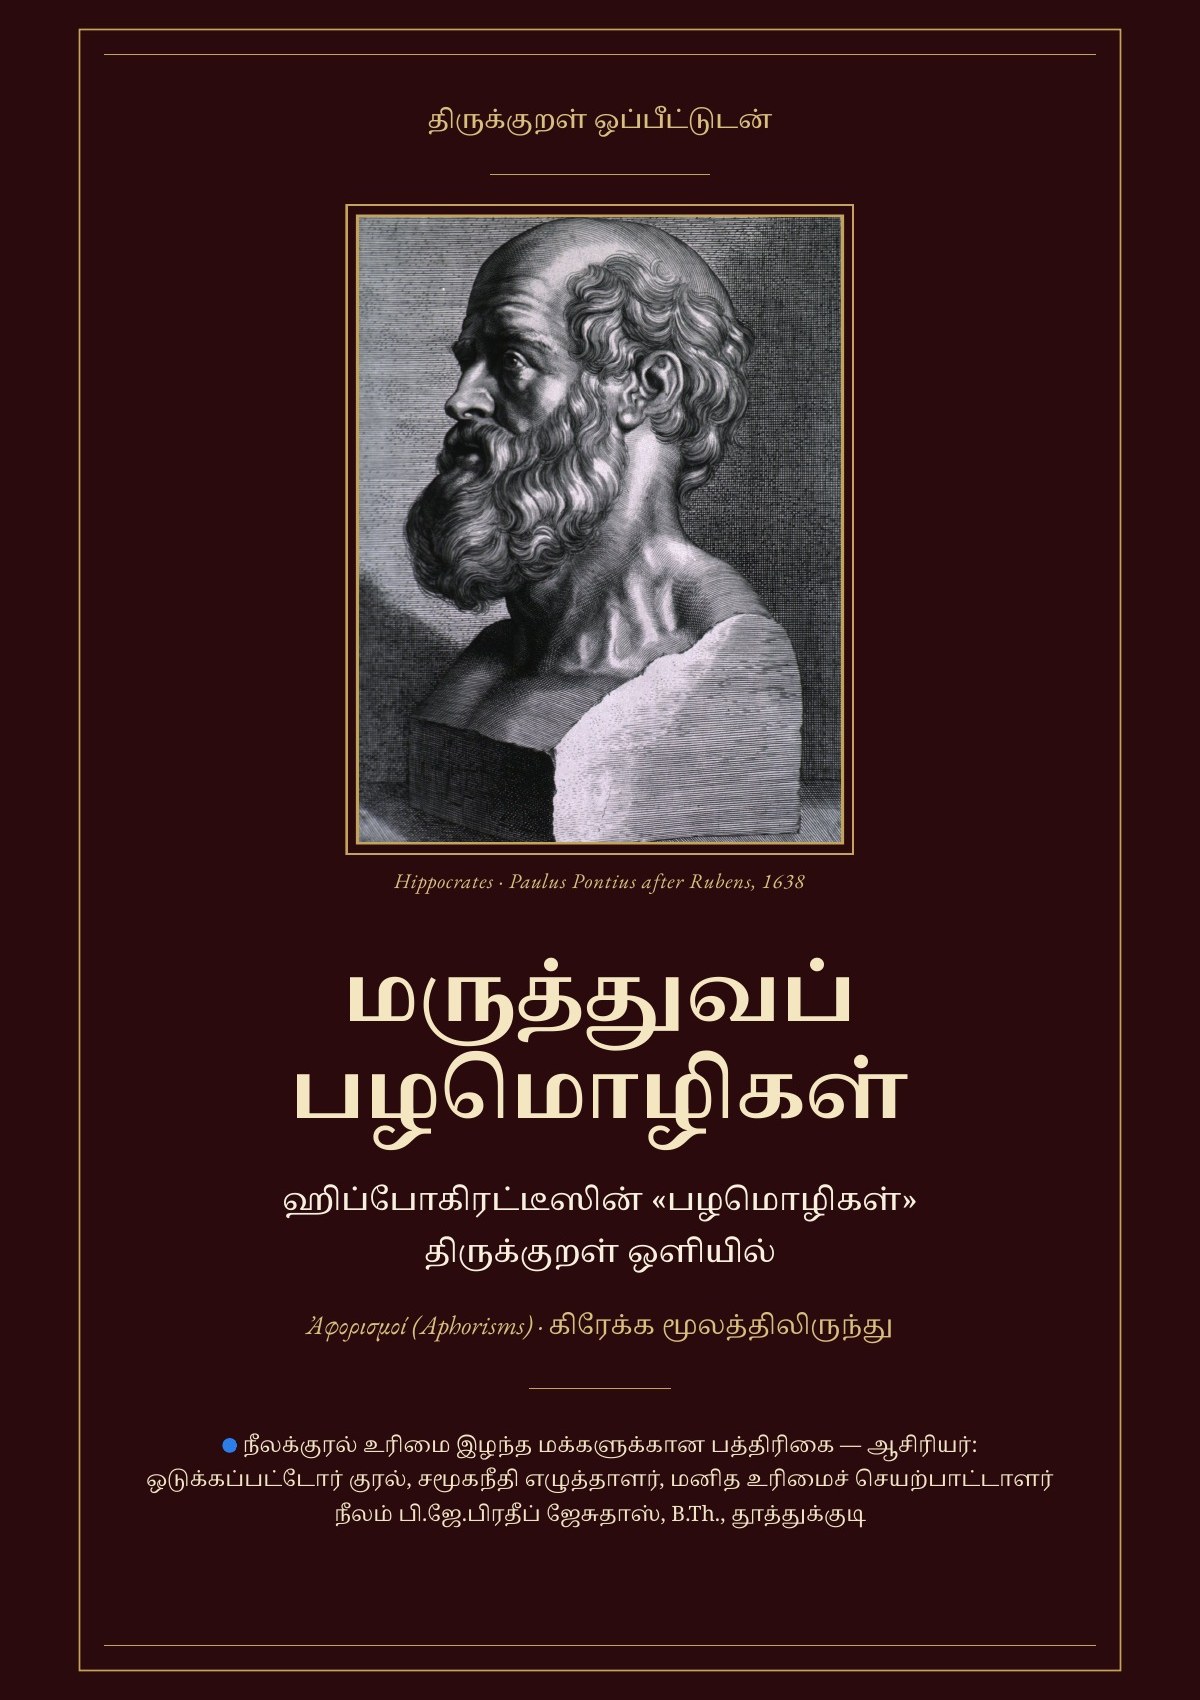 திருக்குறள் ஒப்பீட்டுடன்
Hippocrates · Paulus Pontius after Rubens, 1638
மருத்துவப்
பழமொழிகள்
ஹிப்போகிரட்டீஸின் «பழமொழிகள்»
திருக்குறள் ஒளியில்
Ἀφορισμοί (Aphorisms) · கிரேக்க மூலத்திலிருந்து
நீலக்குரல் உரிமை இழந்த மக்களுக்கான பத்திரிகை — ஆசிரியர்:
ஒடுக்கப்பட்டோர் குரல், சமூகநீதி எழுத்தாளர், மனித உரிமைச் செயற்பாட்டாளர்
நீலம் பி.ஜே.பிரதீப் ஜேசுதாஸ், B.Th., தூத்துக்குடி